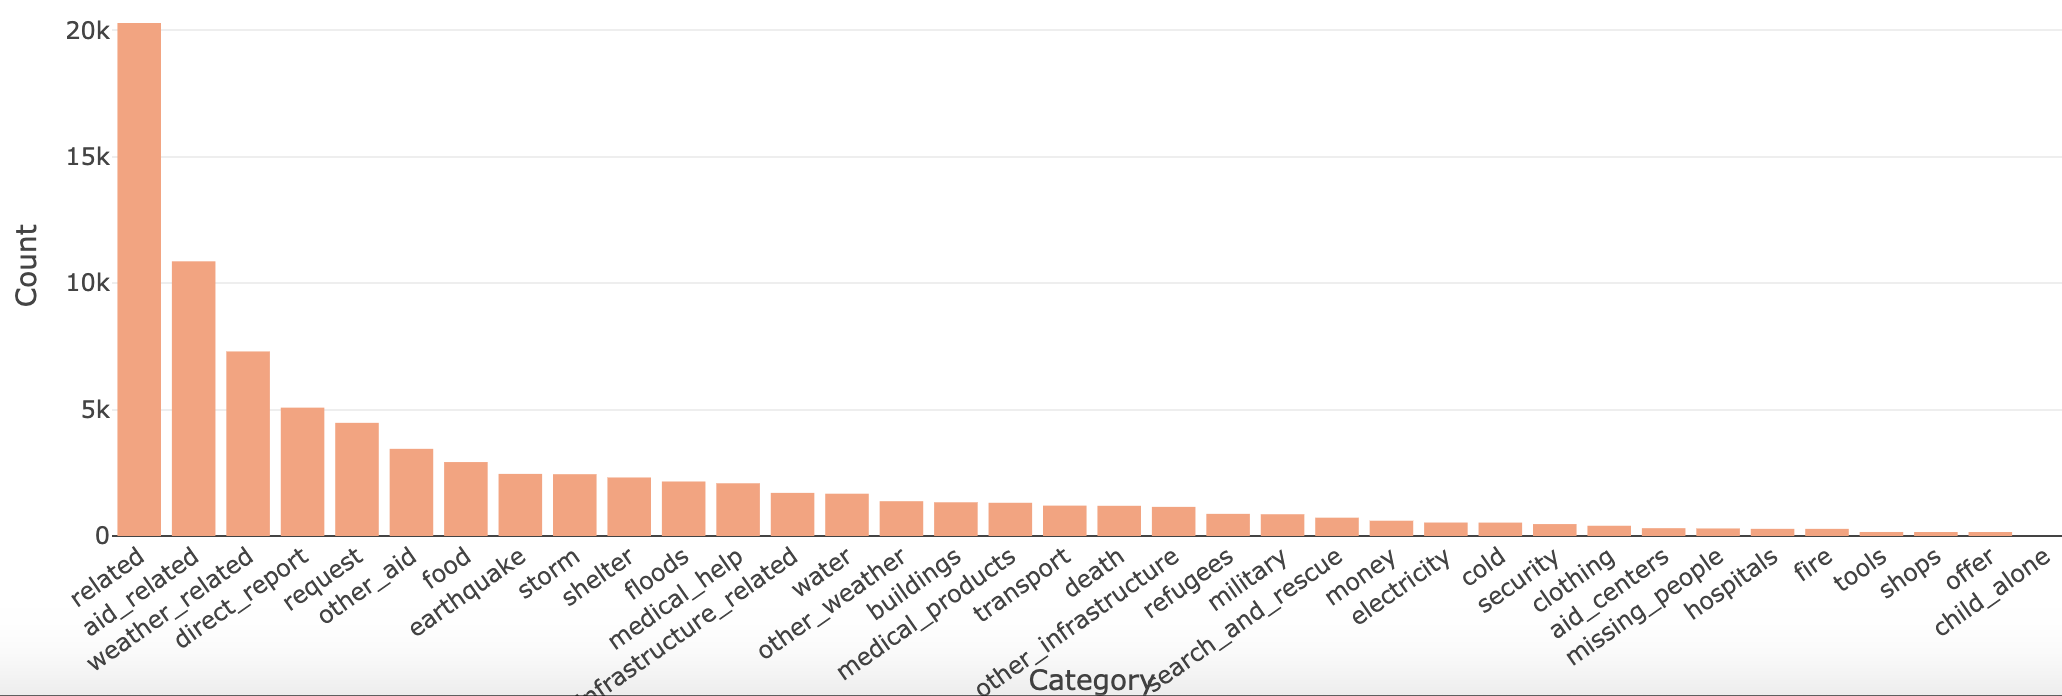 Count
20k
15k
10k
5k
0
related
aid_related
weather_related
direct_report
request
other_aid
food
earthquake
storm
shelter
floods
medical_help
infrastructure_related
water
other_weather
buildings
medical_products
transport
death
other_infrastructure
refugees
military
search_and_rescue
money
electricity
cold
security
clothing
aid_centers
missing_people
hospitals
fire
tools
shops
offer
child_alone
Category